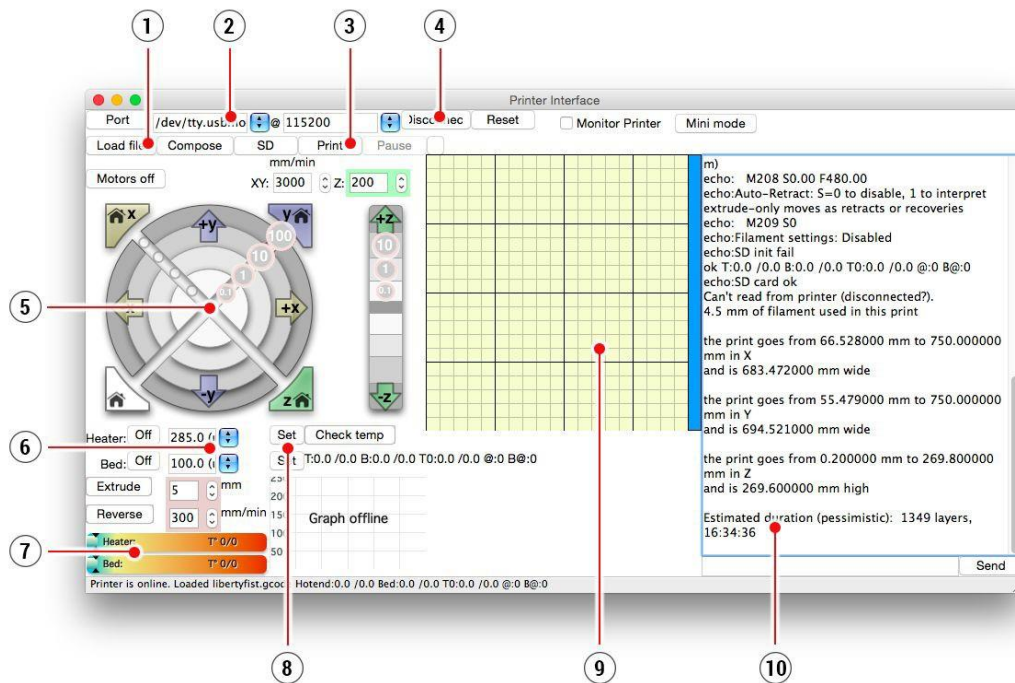 1
2
3
4
Printer Interface
Port
@ 115200
Reset
Monitor Printer
Mini mode
Load file
Compose
SD
Print
Pause
mm/min
Motors off
XY: 3000
Z: 200
x
+y
y
100
10
1
0.1
+x
-y
z
+z
10
1
0.1
-z
5
m)
echo:   M208 S0.00 F480.00
echo:Auto-Retract: S=0 to disable, 1 to interpret
extrude-only moves as retracts or recoveries
echo:   M209 S0
echo:Filament settings: Disabled
echo:SD init fail
ok T:0.0 /0.0 B:0.0 /0.0 T0:0.0 /0.0 @:0 B@:0
echo:SD card ok
Can't read from printer (disconnected?).
4.5 mm of filament used in this print
the print goes from 66.528000 mm to 750.000000
mm in X
and is 683.472000 mm wide
the print goes from 55.479000 mm to 750.000000
mm in Y
and is 694.521000 mm wide
the print goes from 0.200000 mm to 269.800000
mm in Z
and is 269.600000 mm high
Estimated duration (pessimistic):  1349 layers,
16:34:36
Send
9
6
Heater: Off 285.0
Set
Check temp
Bed: Off 100.0
Set
T:0.0 /0.0 B:0.0 /0.0 T0:0.0 /0.0 @:0 B@:0
Extrude
5 mm
Reverse
300 mm/min
150
100
50
Graph offline
7
Heater: T° 0/0
Bed: T° 0/0
Printer is online. Loaded Hotend:0.0 /0.0 Bed:0.0 /0.0 T0:0.0 /0.0 @:0 B@:0
8
10